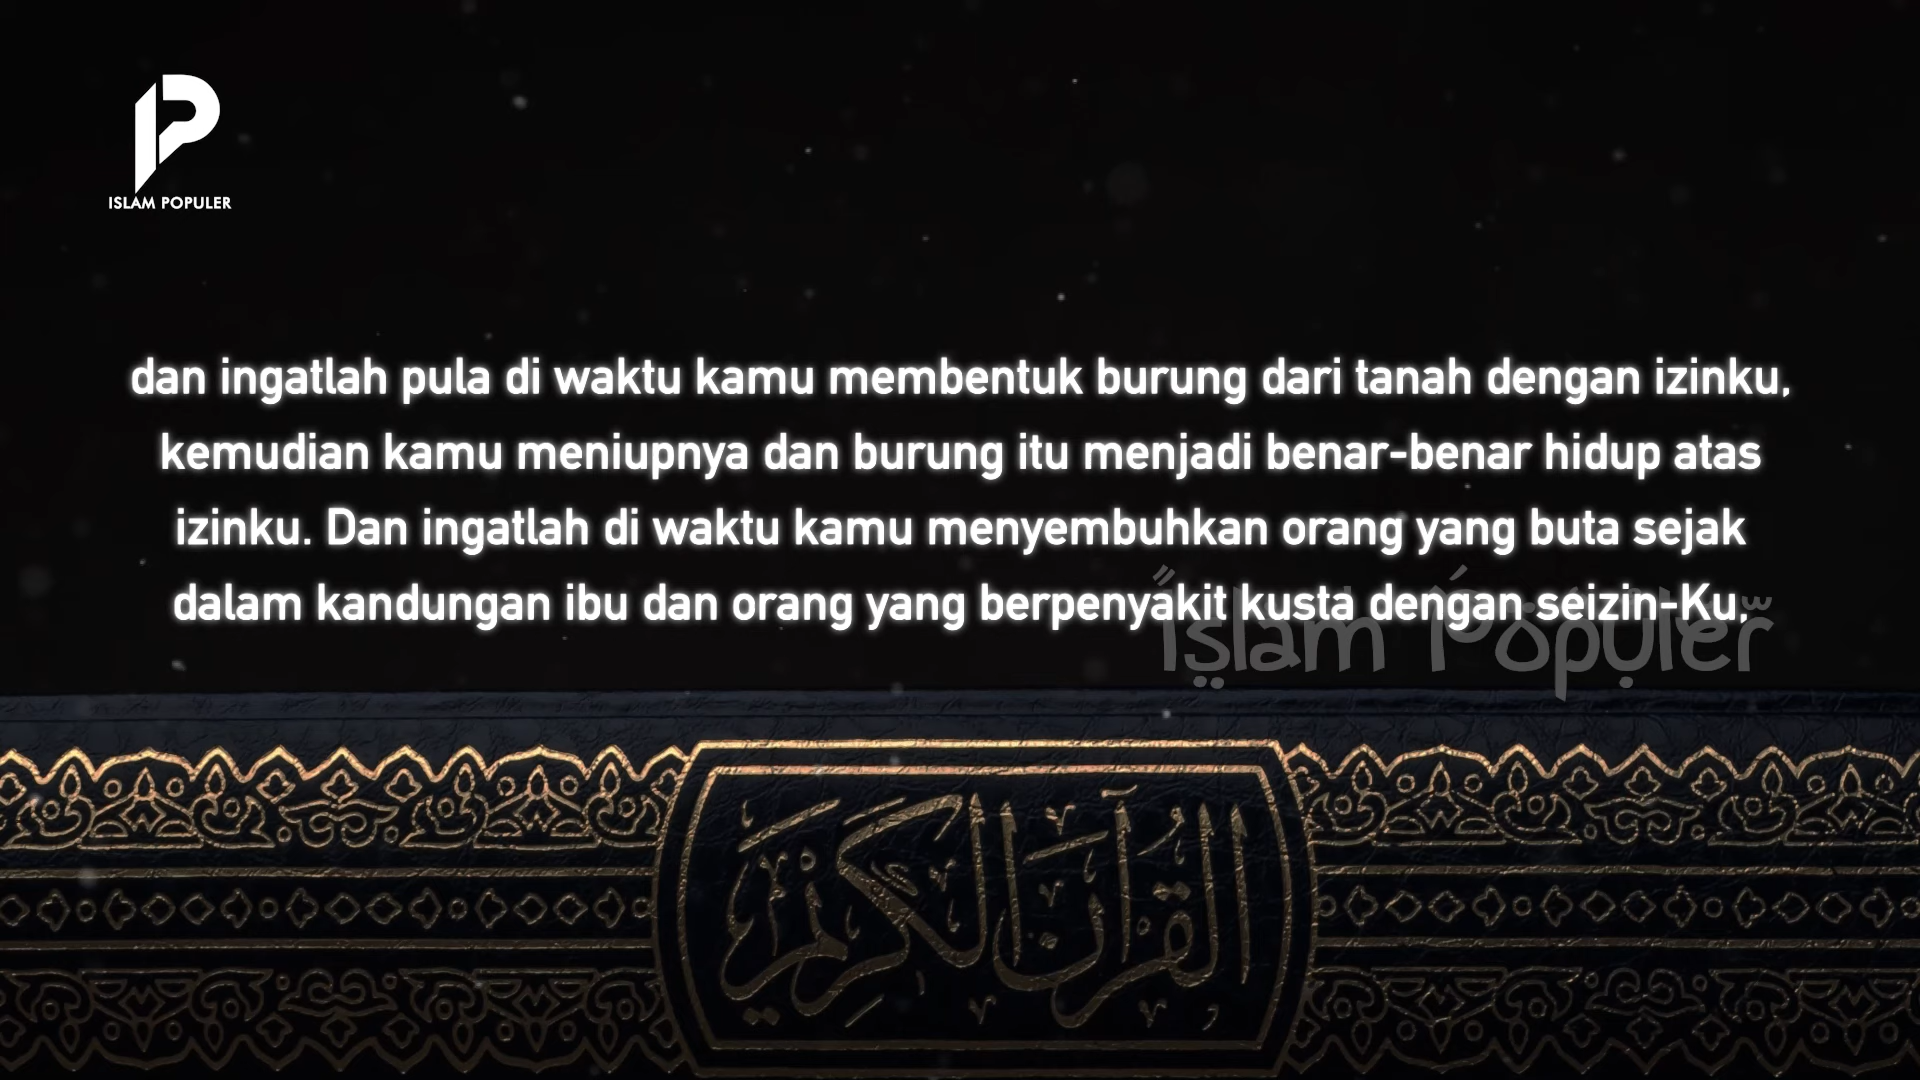 ISLAM POPULER
dan ingatlah pula di waktu kamu membentuk burung dari tanah dengan izinku,
kemudian kamu meniupnya dan burung itu menjadi benar-benar hidup atas
izinku. Dan ingatlah di waktu kamu menyembuhkan orang yang buta sejak
dalam kandungan ibu dan orang yang berpenyakit kusta dengan seizin-Ku,
Islam Populer
القرآن الكريم